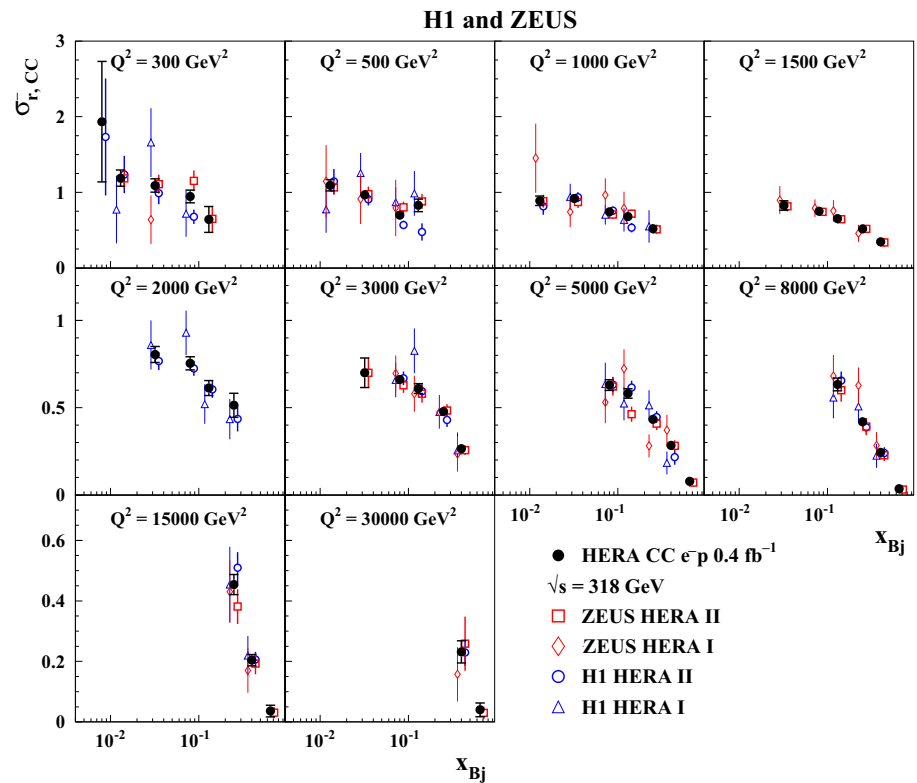 H1 and ZEUS
σ⁻r, CC
Q² = 300 GeV²
Q² = 500 GeV²
Q² = 1000 GeV²
Q² = 1500 GeV²
3
2
1
0
Q² = 2000 GeV²
Q² = 3000 GeV²
Q² = 5000 GeV²
Q² = 8000 GeV²
1
0.5
0
10⁻² 10⁻¹ 10⁻² 10⁻¹
xBj
Q² = 15000 GeV²
Q² = 30000 GeV²
0.6
0.4
0.2
0
10⁻² 10⁻¹ 10⁻² 10⁻¹
xBj
HERA CC e⁻p 0.4 fb⁻¹
√s = 318 GeV
ZEUS HERA II
ZEUS HERA I
H1 HERA II
H1 HERA I